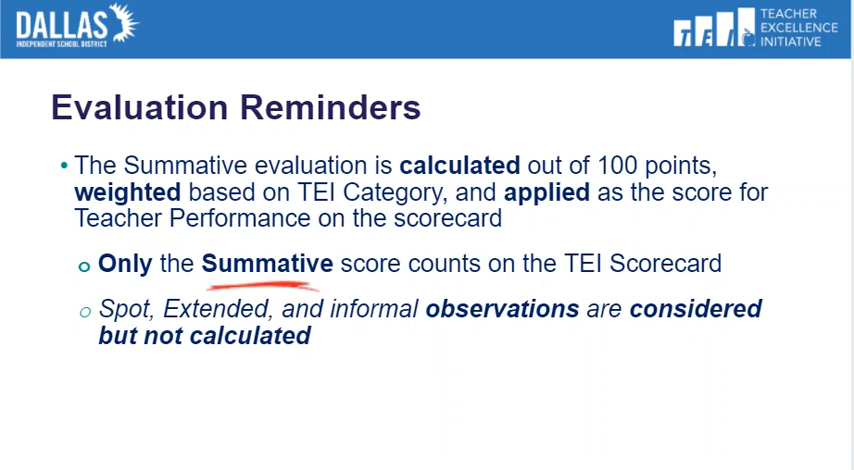 DALLAS
INDEPENDENT SCHOOL DISTRICT
TEI
TEACHER
EXCELLENCE
INITIATIVE
Evaluation Reminders
• The Summative evaluation is calculated out of 100 points,
weighted based on TEI Category, and applied as the score for
Teacher Performance on the scorecard
o Only the Summative score counts on the TEI Scorecard
o Spot, Extended, and informal observations are considered
but not calculated